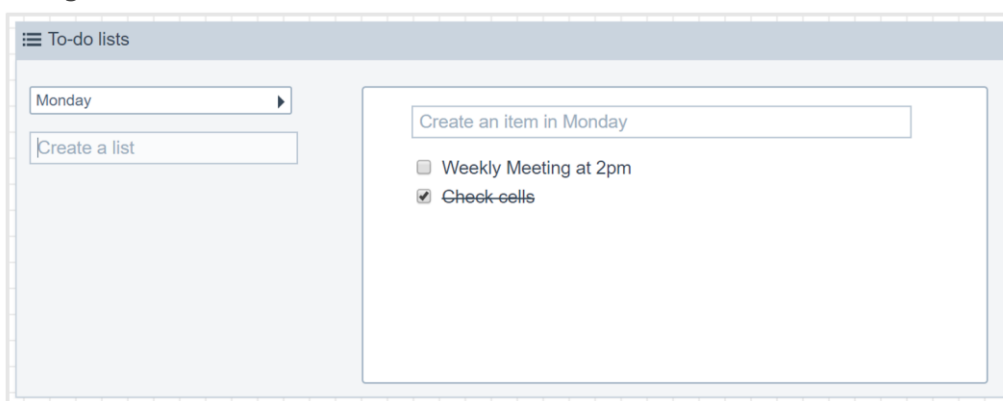 To-do lists
Monday
Create a list
Create an item in Monday
Weekly Meeting at 2pm
Check cells